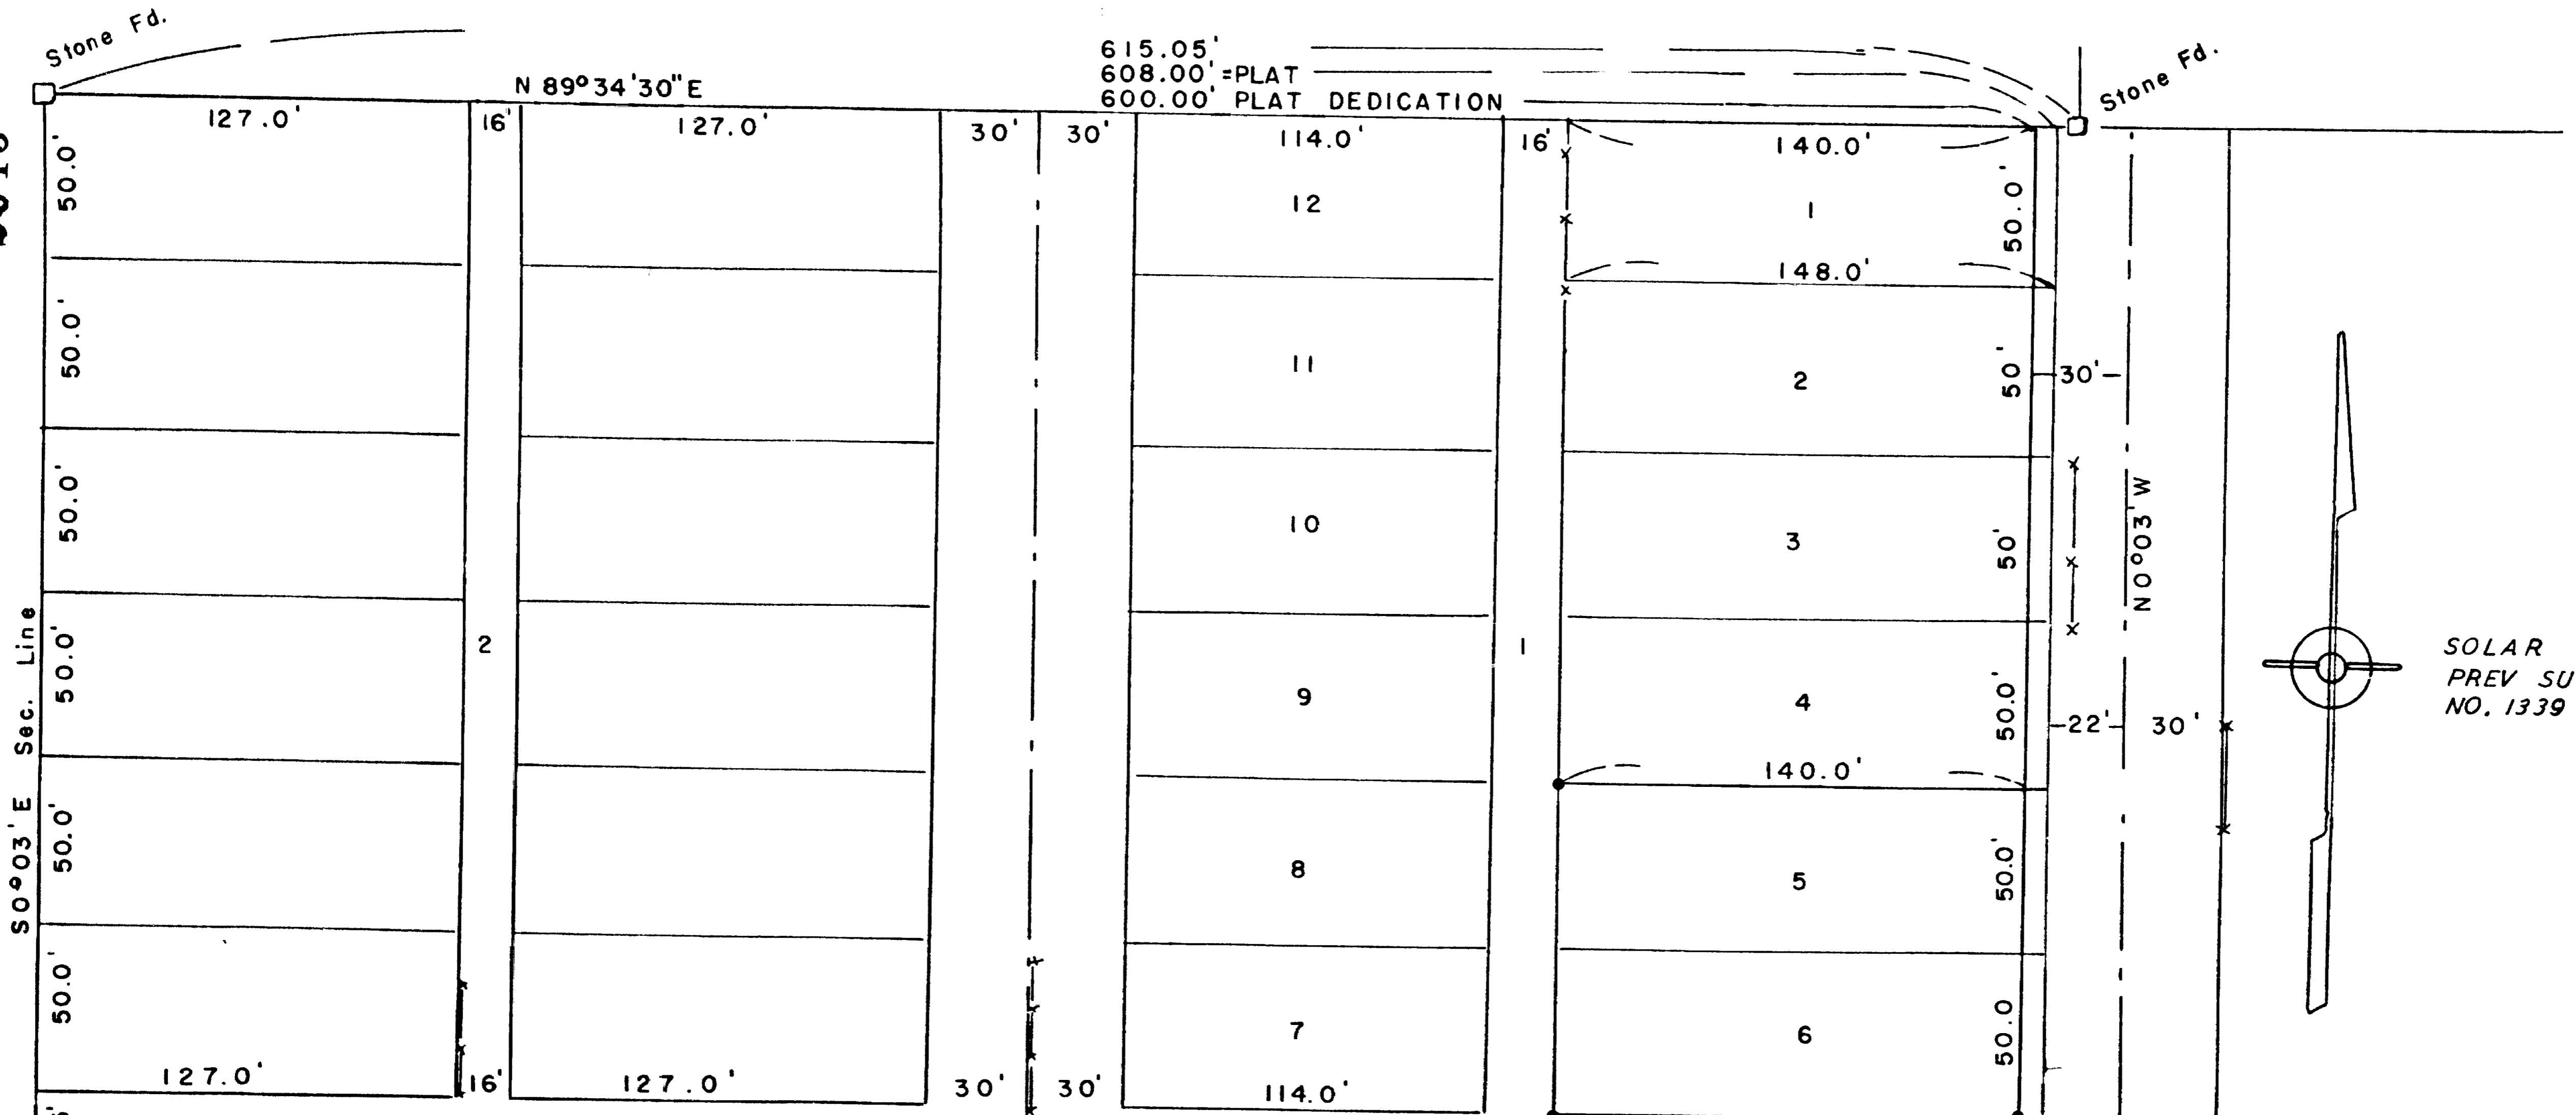 Stone Fd.
615.05'
608.00'=PLAT
600.00' PLAT DEDICATION
Stone Fd.
N 89°34'30" E
127.0' 16' 127.0' 30' 30' 114.0' 16' 140.0'
50.0' 12 1 50.0'
148.0'
50.0' 11 2 50' 30'
50.0' 10 3 50' N 0°03' W
S 0°03' E Sec. Line
50.0' 2 9 1 4 50.0' 22' 30'
SOLAR
PREV SU
NO. 1339
140.0'
50.0' 8 5 50.0'
50.0' 7 6 50.0
127.0' 16' 127.0' 30' 30' 114.0'